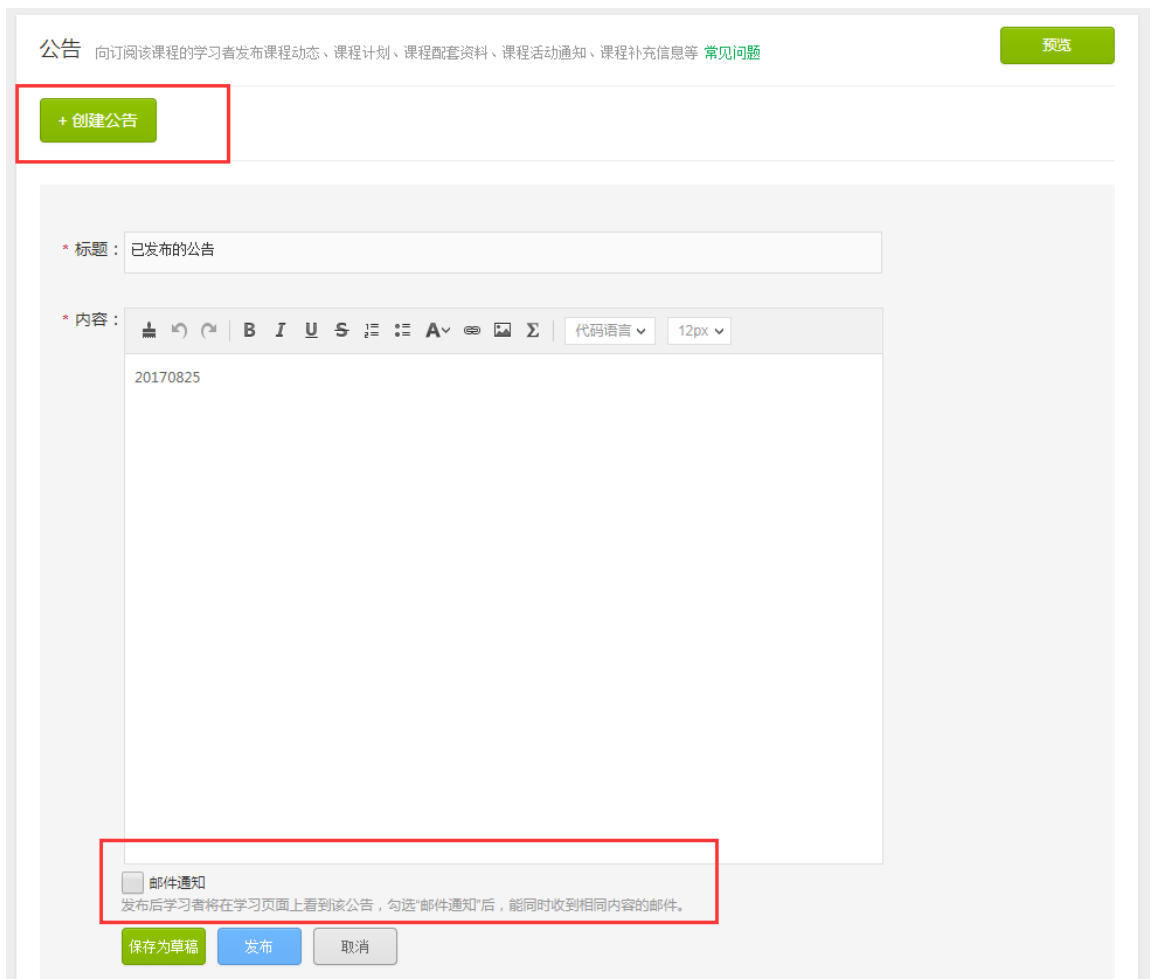 公告 向订阅该课程的学习者发布课程动态、课程计划、课程配套资料、课程活动通知、课程补充信息等 常见问题 预览
+ 创建公告
* 标题： 已发布的公告
* 内容： B I U S A Σ 代码语言 12px
20170825
邮件通知
发布后学习者将在学习页面上看到该公告，勾选“邮件通知”后，能同时收到相同内容的邮件。
保存为草稿 发布 取消